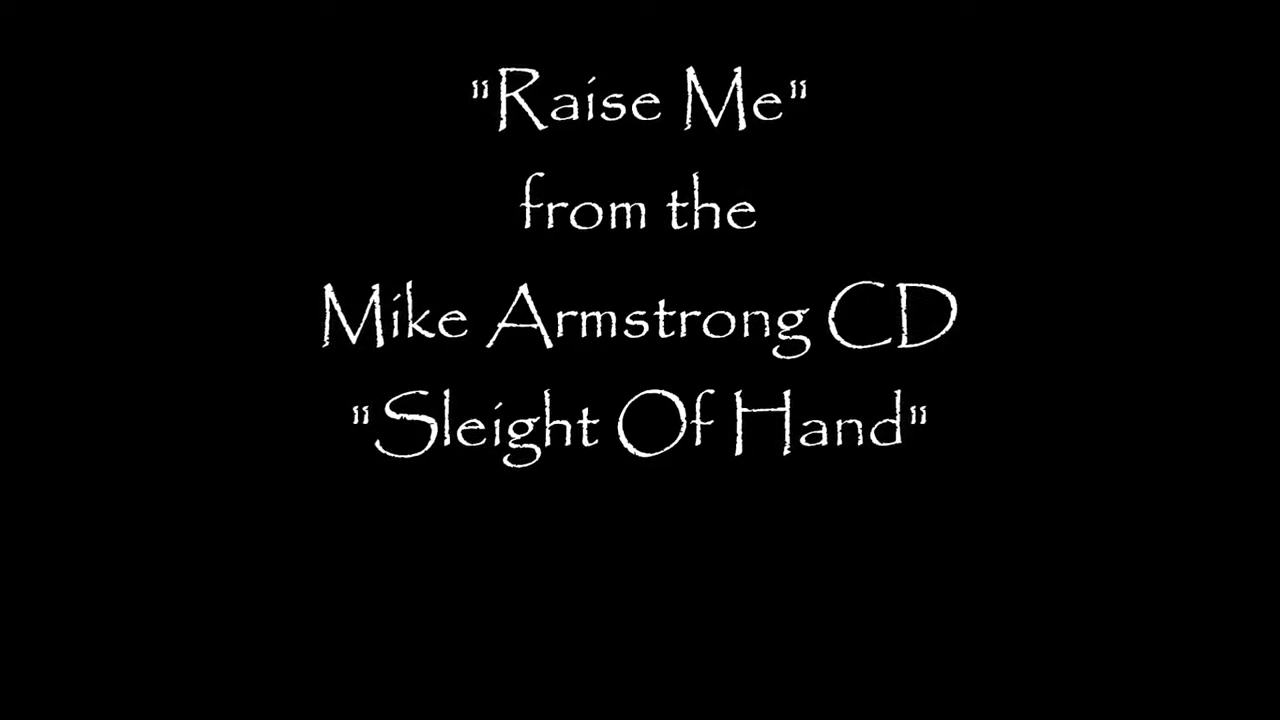 "Raise Me"
from the
Mike Armstrong CD
"Sleight Of Hand"